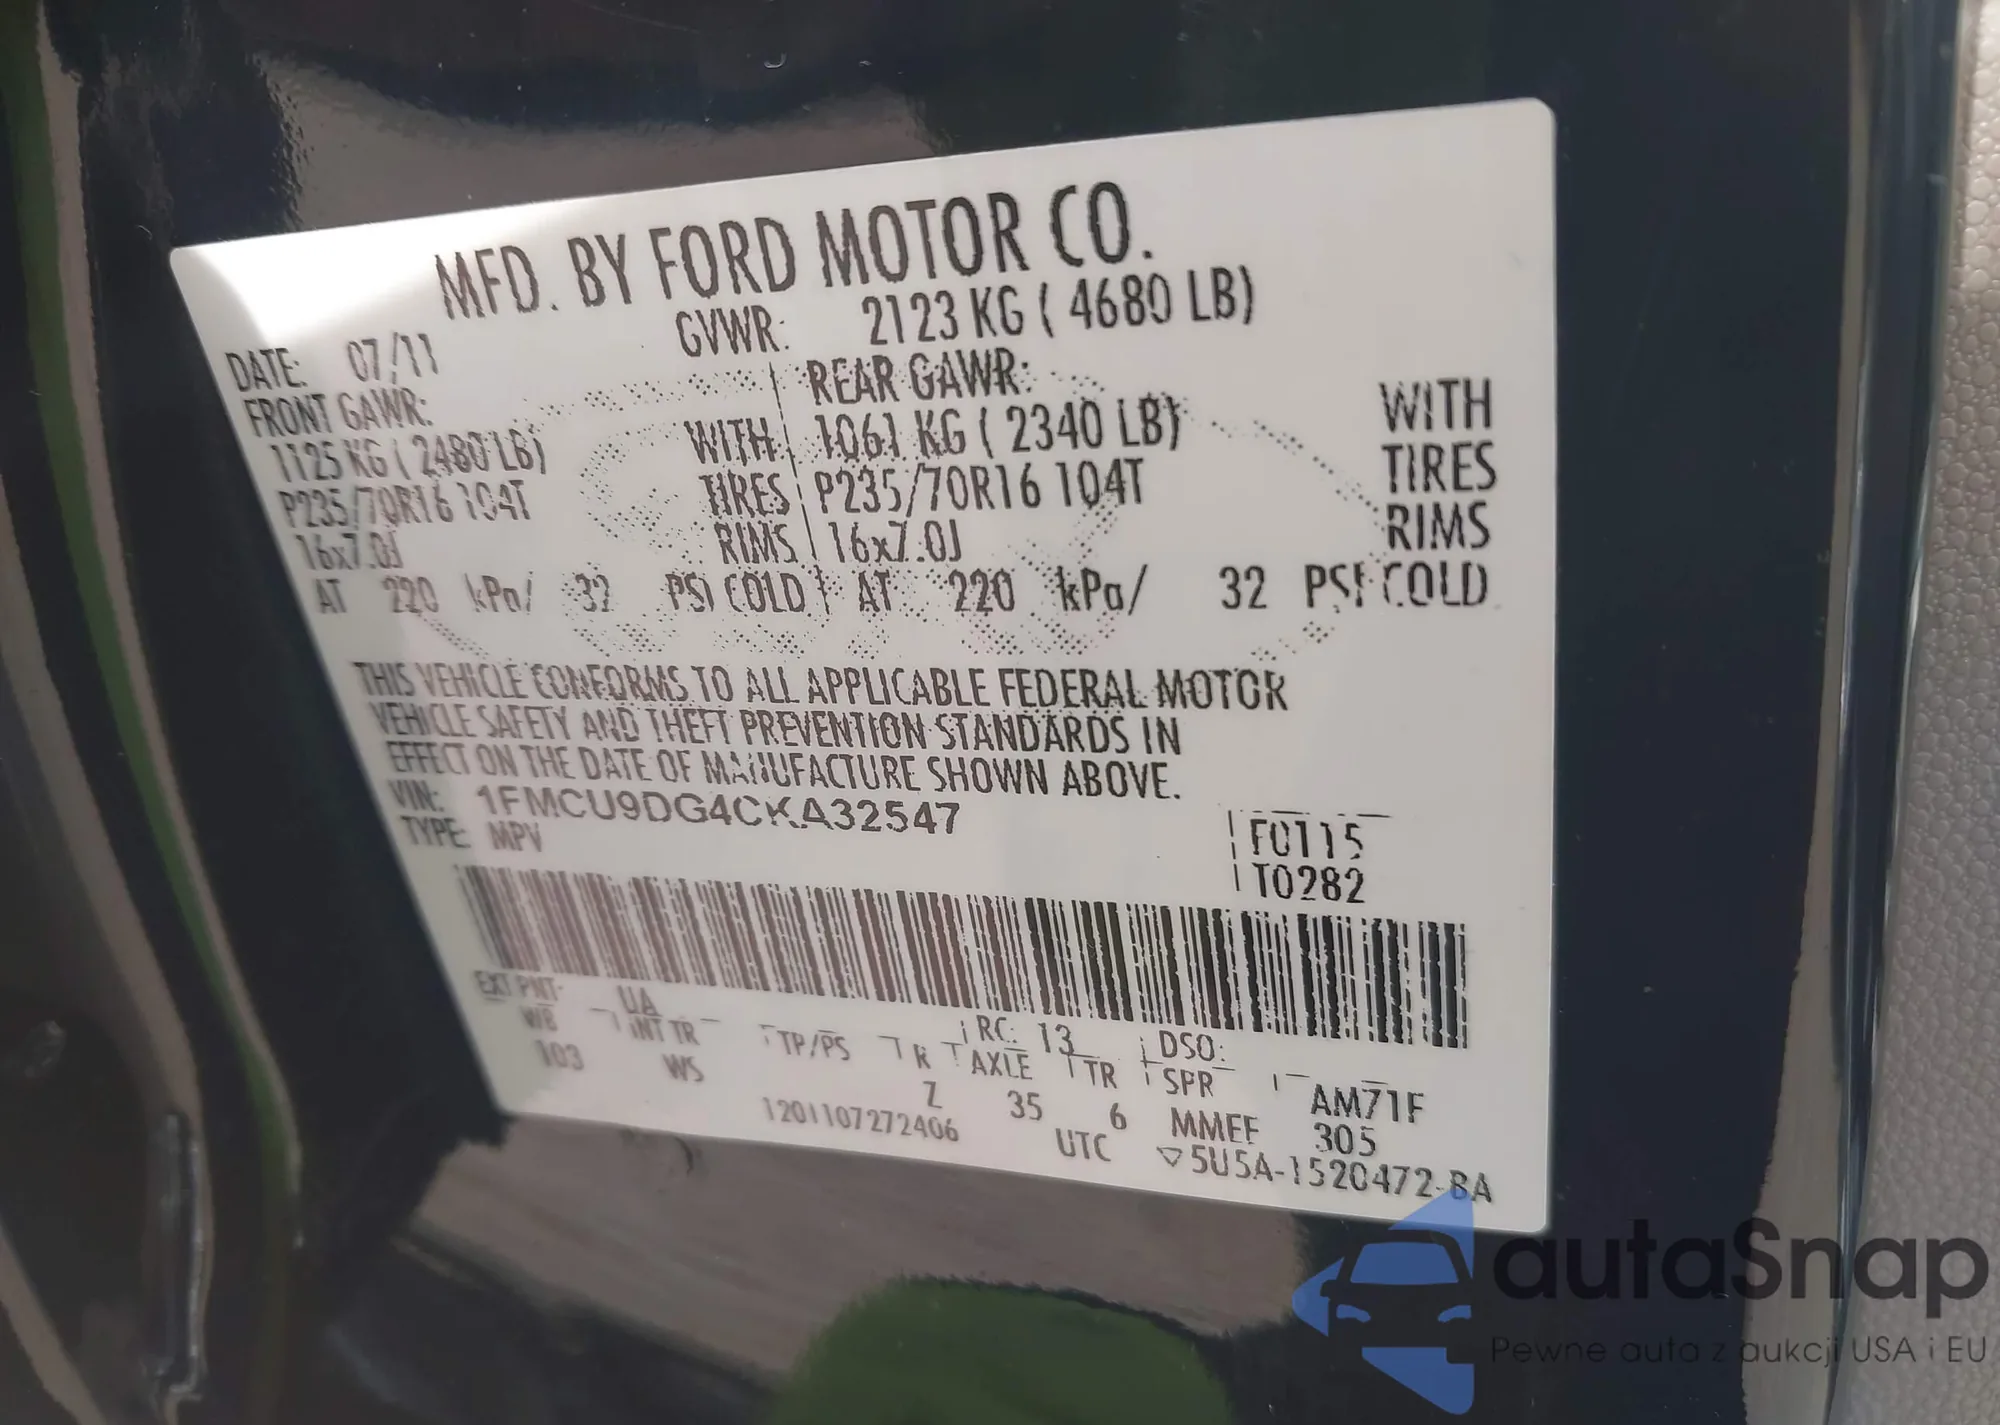 MFD. BY FORD MOTOR CO.
DATE: 07/11 GVWR: 2123 KG ( 4680 LB)
FRONT GAWR: REAR GAWR:
1125 KG ( 2480 LB) WITH 1061 KG ( 2340 LB) WITH
P235/70R16 104T TIRES P235/70R16 104T TIRES
16x7.0J RIMS 16x7.0J RIMS
AT 220 kPa/ 32 PSI COLD AT 220 kPa/ 32 PSI COLD
THIS VEHICLE CONFORMS TO ALL APPLICABLE FEDERAL MOTOR
VEHICLE SAFETY AND THEFT PREVENTION STANDARDS IN
EFFECT ON THE DATE OF MANUFACTURE SHOWN ABOVE.
VIN: 1FMCU9DG4CKA32547
TYPE: MPV
F0115
T0282
EXT PNT: UA RC: 13 DSO:
WB INT TR TP/PS R AXLE TR SPR AM71F
103 WS Z 35 6 MMEF 305
1201107272406 UTC ▽5U5A-1520472-BA
autaSnap
Pewne auta z aukcji USA i EU